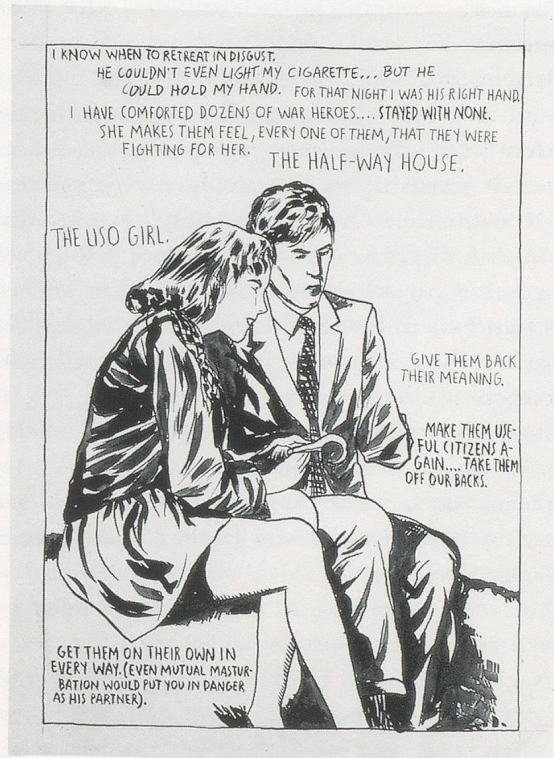 I KNOW WHEN TO RETREAT IN DISGUST.
HE COULDN'T EVEN LIGHT MY CIGARETTE... BUT HE
COULD HOLD MY HAND. FOR THAT NIGHT I WAS HIS RIGHT HAND.
I HAVE COMFORTED DOZENS OF WAR HEROES.... STAYED WITH NONE.
SHE MAKES THEM FEEL, EVERY ONE OF THEM, THAT THEY WERE
FIGHTING FOR HER. THE HALF-WAY HOUSE.
THE USO GIRL.
GIVE THEM BACK
THEIR MEANING.
MAKE THEM USE-
FUL CITIZENS A-
GAIN.... TAKE THEM
OFF OUR BACKS.
GET THEM ON THEIR OWN IN
EVERY WAY. (EVEN MUTUAL MASTUR-
BATION WOULD PUT YOU IN DANGER
AS HIS PARTNER).